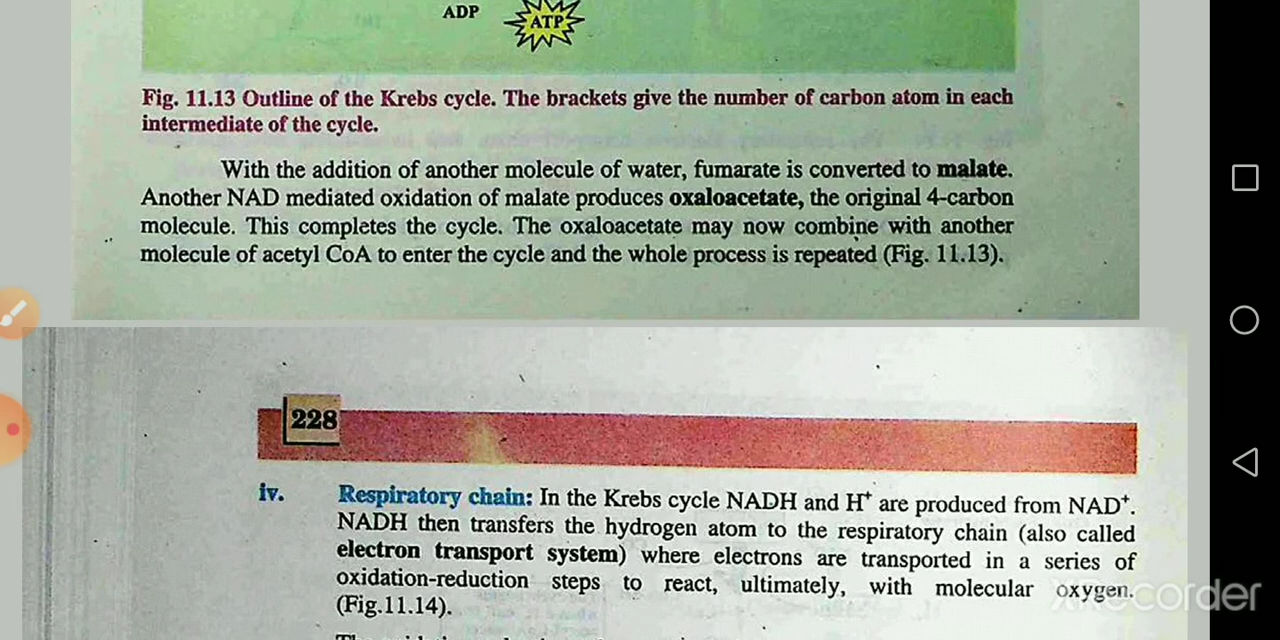 ADP
ATP
Fig. 11.13 Outline of the Krebs cycle. The brackets give the number of carbon atom in each
intermediate of the cycle.
With the addition of another molecule of water, fumarate is converted to malate.
Another NAD mediated oxidation of malate produces oxaloacetate, the original 4-carbon
molecule. This completes the cycle. The oxaloacetate may now combine with another
molecule of acetyl CoA to enter the cycle and the whole process is repeated (Fig. 11.13).
228
iv. Respiratory chain: In the Krebs cycle NADH and H⁺ are produced from NAD⁺.
NADH then transfers the hydrogen atom to the respiratory chain (also called
electron transport system) where electrons are transported in a series of
oxidation-reduction steps to react, ultimately, with molecular oxygen.
(Fig.11.14).
XRecorder